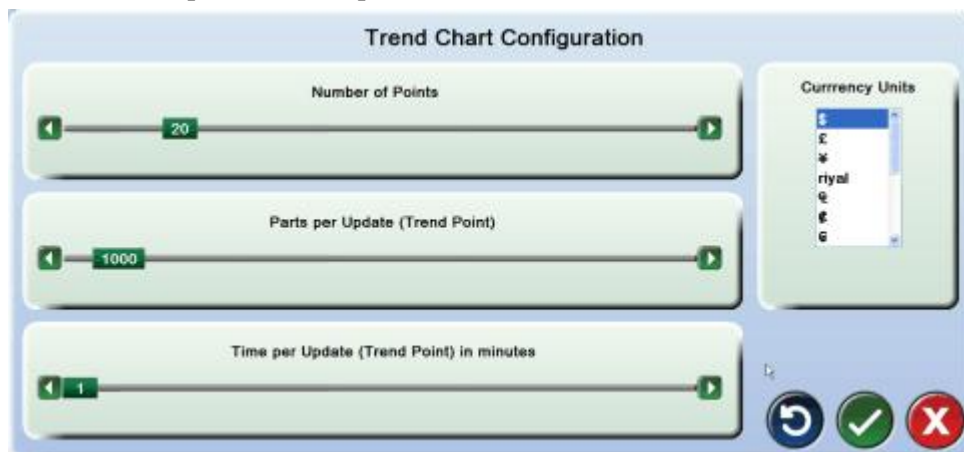 Trend Chart Configuration
Number of Points
20
Parts per Update (Trend Point)
1000
Time per Update (Trend Point) in minutes
1
Currrency Units
$
£
¥
riyal